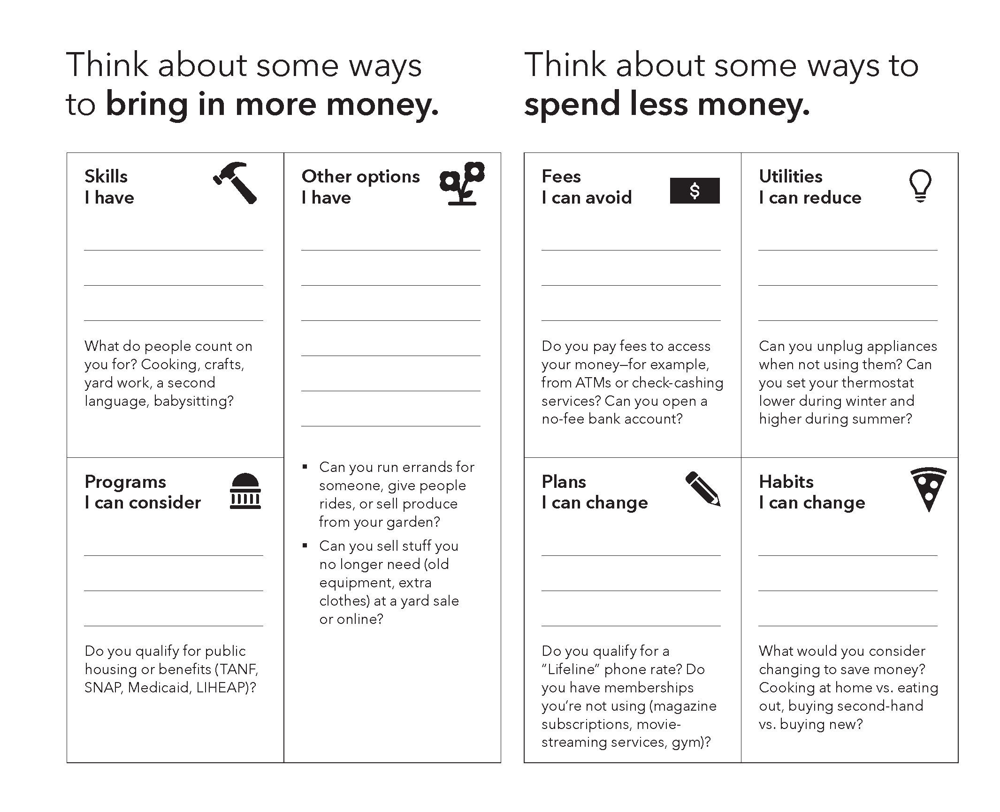 Think about some ways
to bring in more money.
Skills
I have
What do people count on
you for? Cooking, crafts,
yard work, a second
language, babysitting?
Other options
I have
▪ Can you run errands for
someone, give people
rides, or sell produce
from your garden?
▪ Can you sell stuff you
no longer need (old
equipment, extra
clothes) at a yard sale
or online?
Programs
I can consider
Do you qualify for public
housing or benefits (TANF,
SNAP, Medicaid, LIHEAP)?
Think about some ways to
spend less money.
Fees
I can avoid
$
Do you pay fees to access
your money—for example,
from ATMs or check-cashing
services? Can you open a
no-fee bank account?
Utilities
I can reduce
Can you unplug appliances
when not using them? Can
you set your thermostat
lower during winter and
higher during summer?
Plans
I can change
Do you qualify for a
“Lifeline” phone rate? Do
you have memberships
you’re not using (magazine
subscriptions, movie-
streaming services, gym)?
Habits
I can change
What would you consider
changing to save money?
Cooking at home vs. eating
out, buying second-hand
vs. buying new?